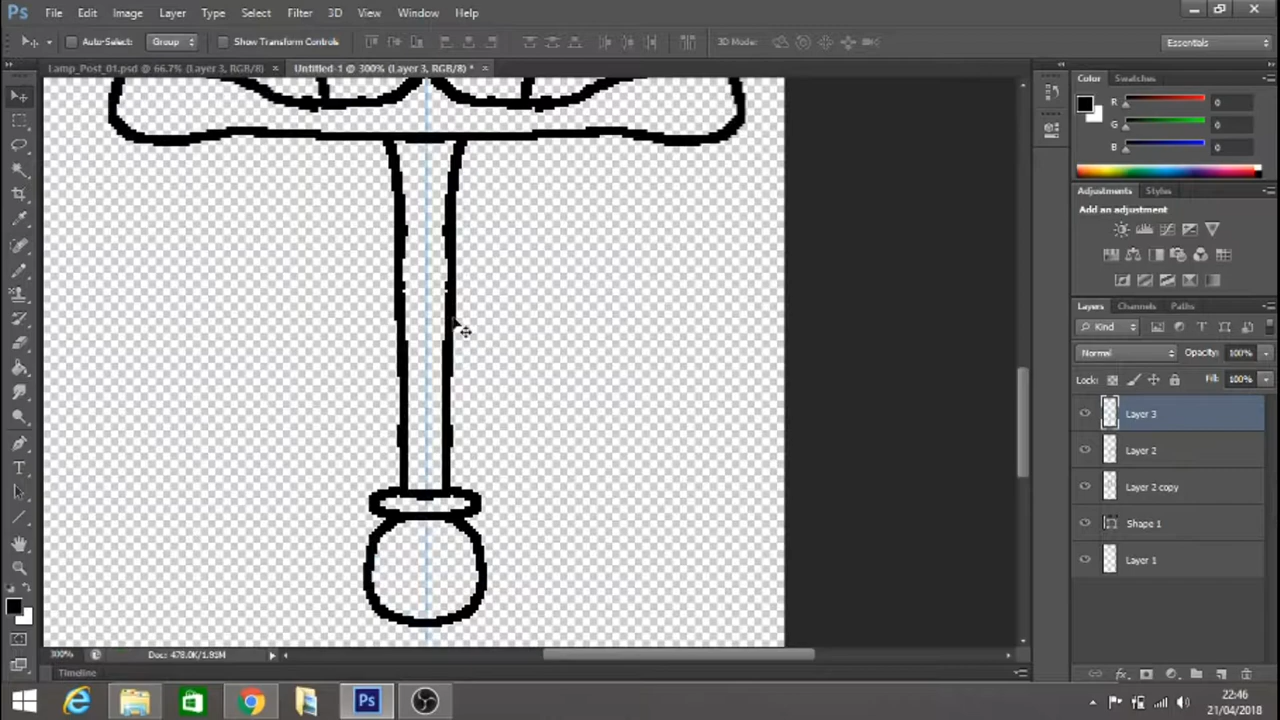 Ps File Edit Image Layer Type Select Filter 3D View Window Help
Auto-Select: Group Show Transform Controls 3D Mode: Essentials
Lamp_Post_01.psd @ 66.7% (Layer 3, RGB/8) × Untitled-1 @ 300% (Layer 3, RGB/8) * ×
Color Swatches
R 0
G 0
B 0
Adjustments Styles
Add an adjustment
Layers Channels Paths
Kind
Normal Opacity: 100%
Lock: Fill: 100%
Layer 3
Layer 2
Layer 2 copy
Shape 1
Layer 1
300% Doc: 478.0K/1.81M
Timeline
Ps
22:46
21/04/2018